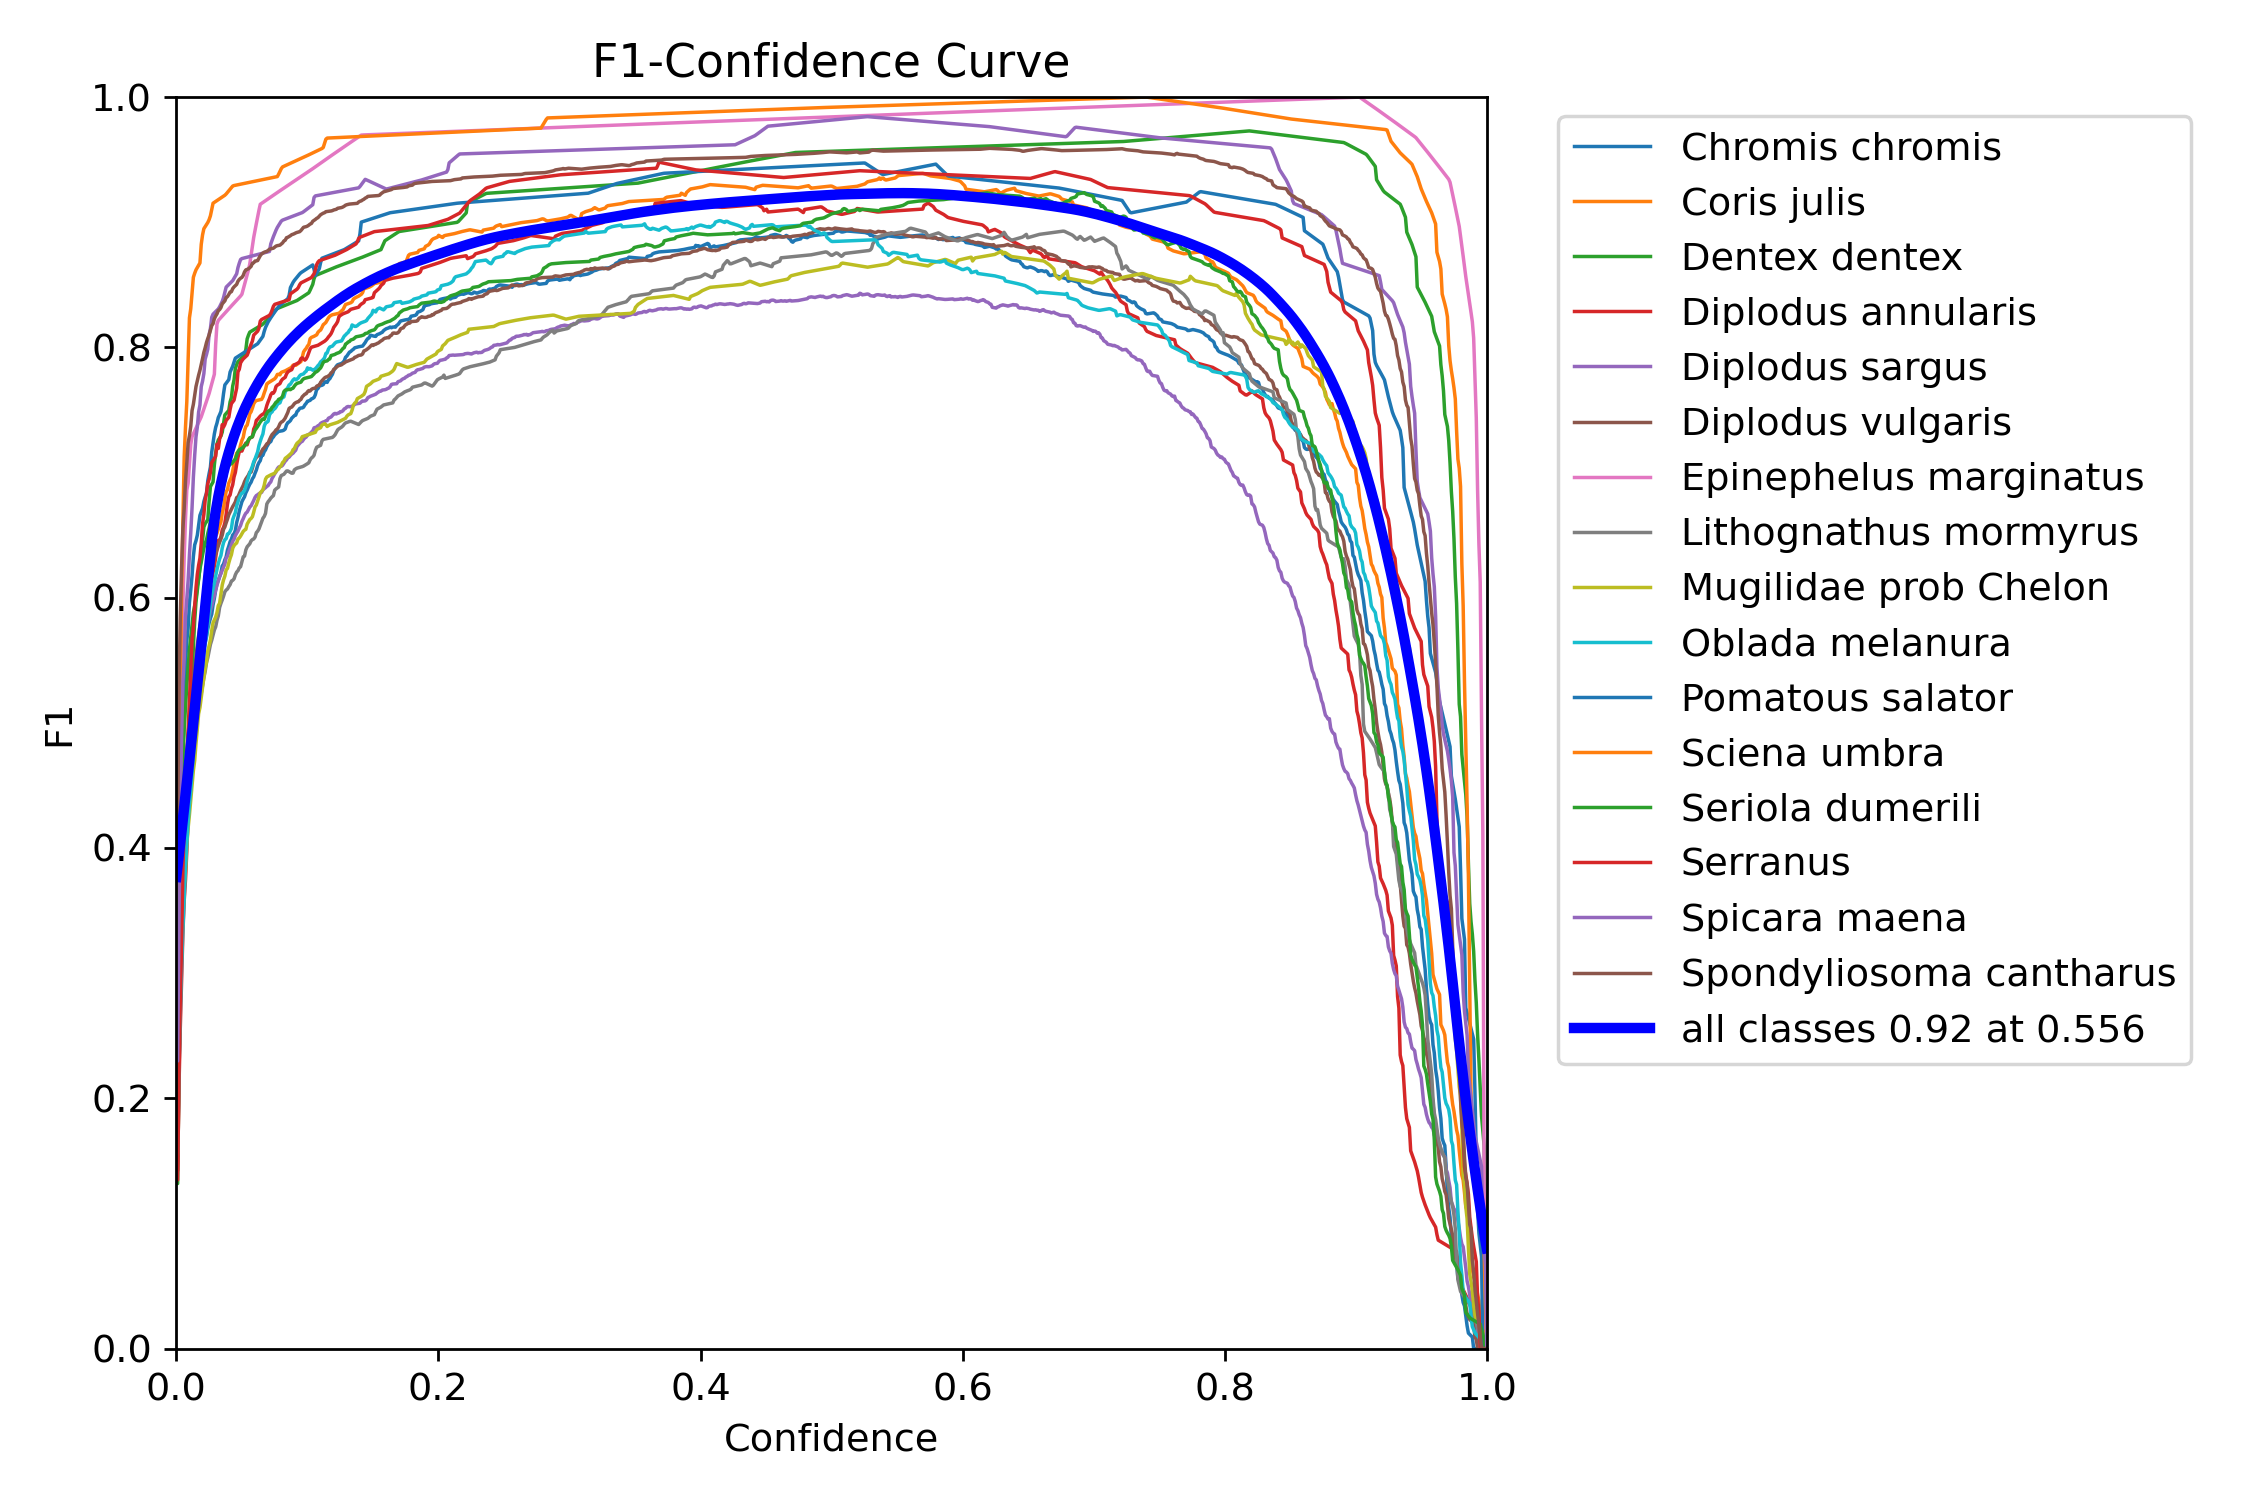 F1-Confidence Curve
1.0
0.8
0.6
0.4
0.2
0.0
F1
0.0 0.2 0.4 0.6 0.8 1.0
Confidence
Chromis chromis
Coris julis
Dentex dentex
Diplodus annularis
Diplodus sargus
Diplodus vulgaris
Epinephelus marginatus
Lithognathus mormyrus
Mugilidae prob Chelon
Oblada melanura
Pomatous salator
Sciena umbra
Seriola dumerili
Serranus
Spicara maena
Spondyliosoma cantharus
all classes 0.92 at 0.556